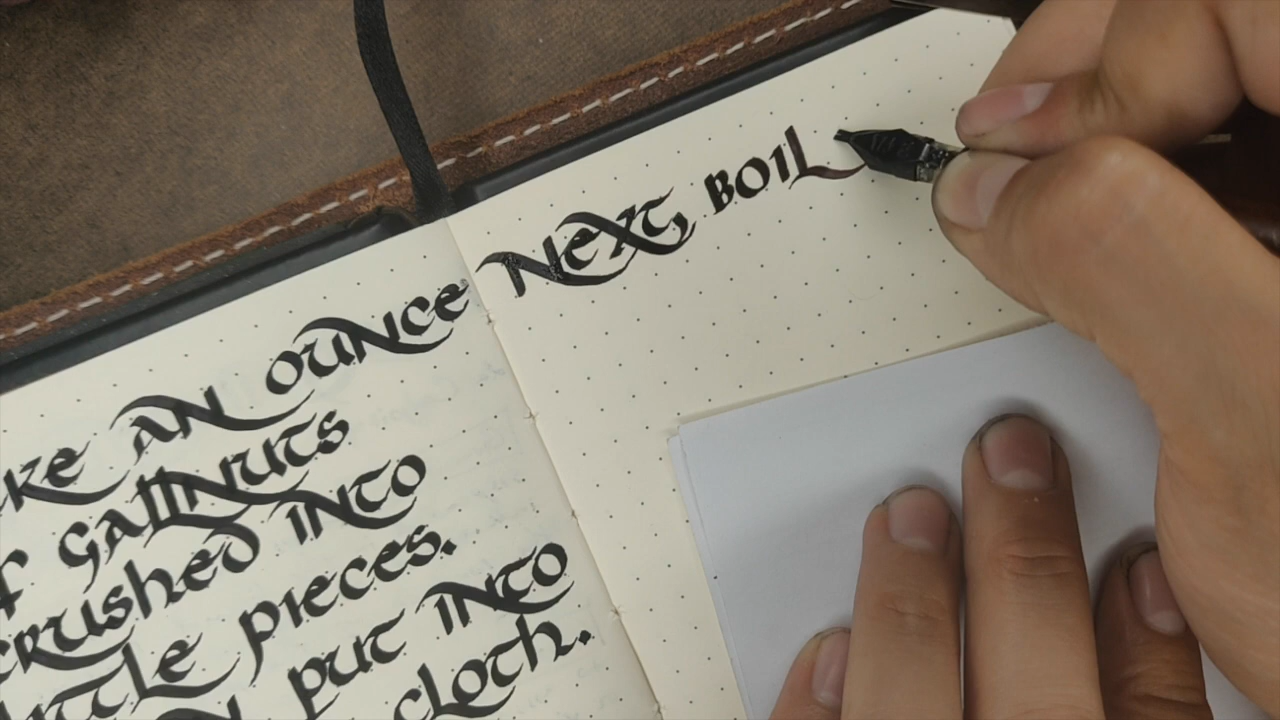 ke an ounce
f gallnuts
crushed into
ttle pieces.
n put into
cloth.
Next, boil